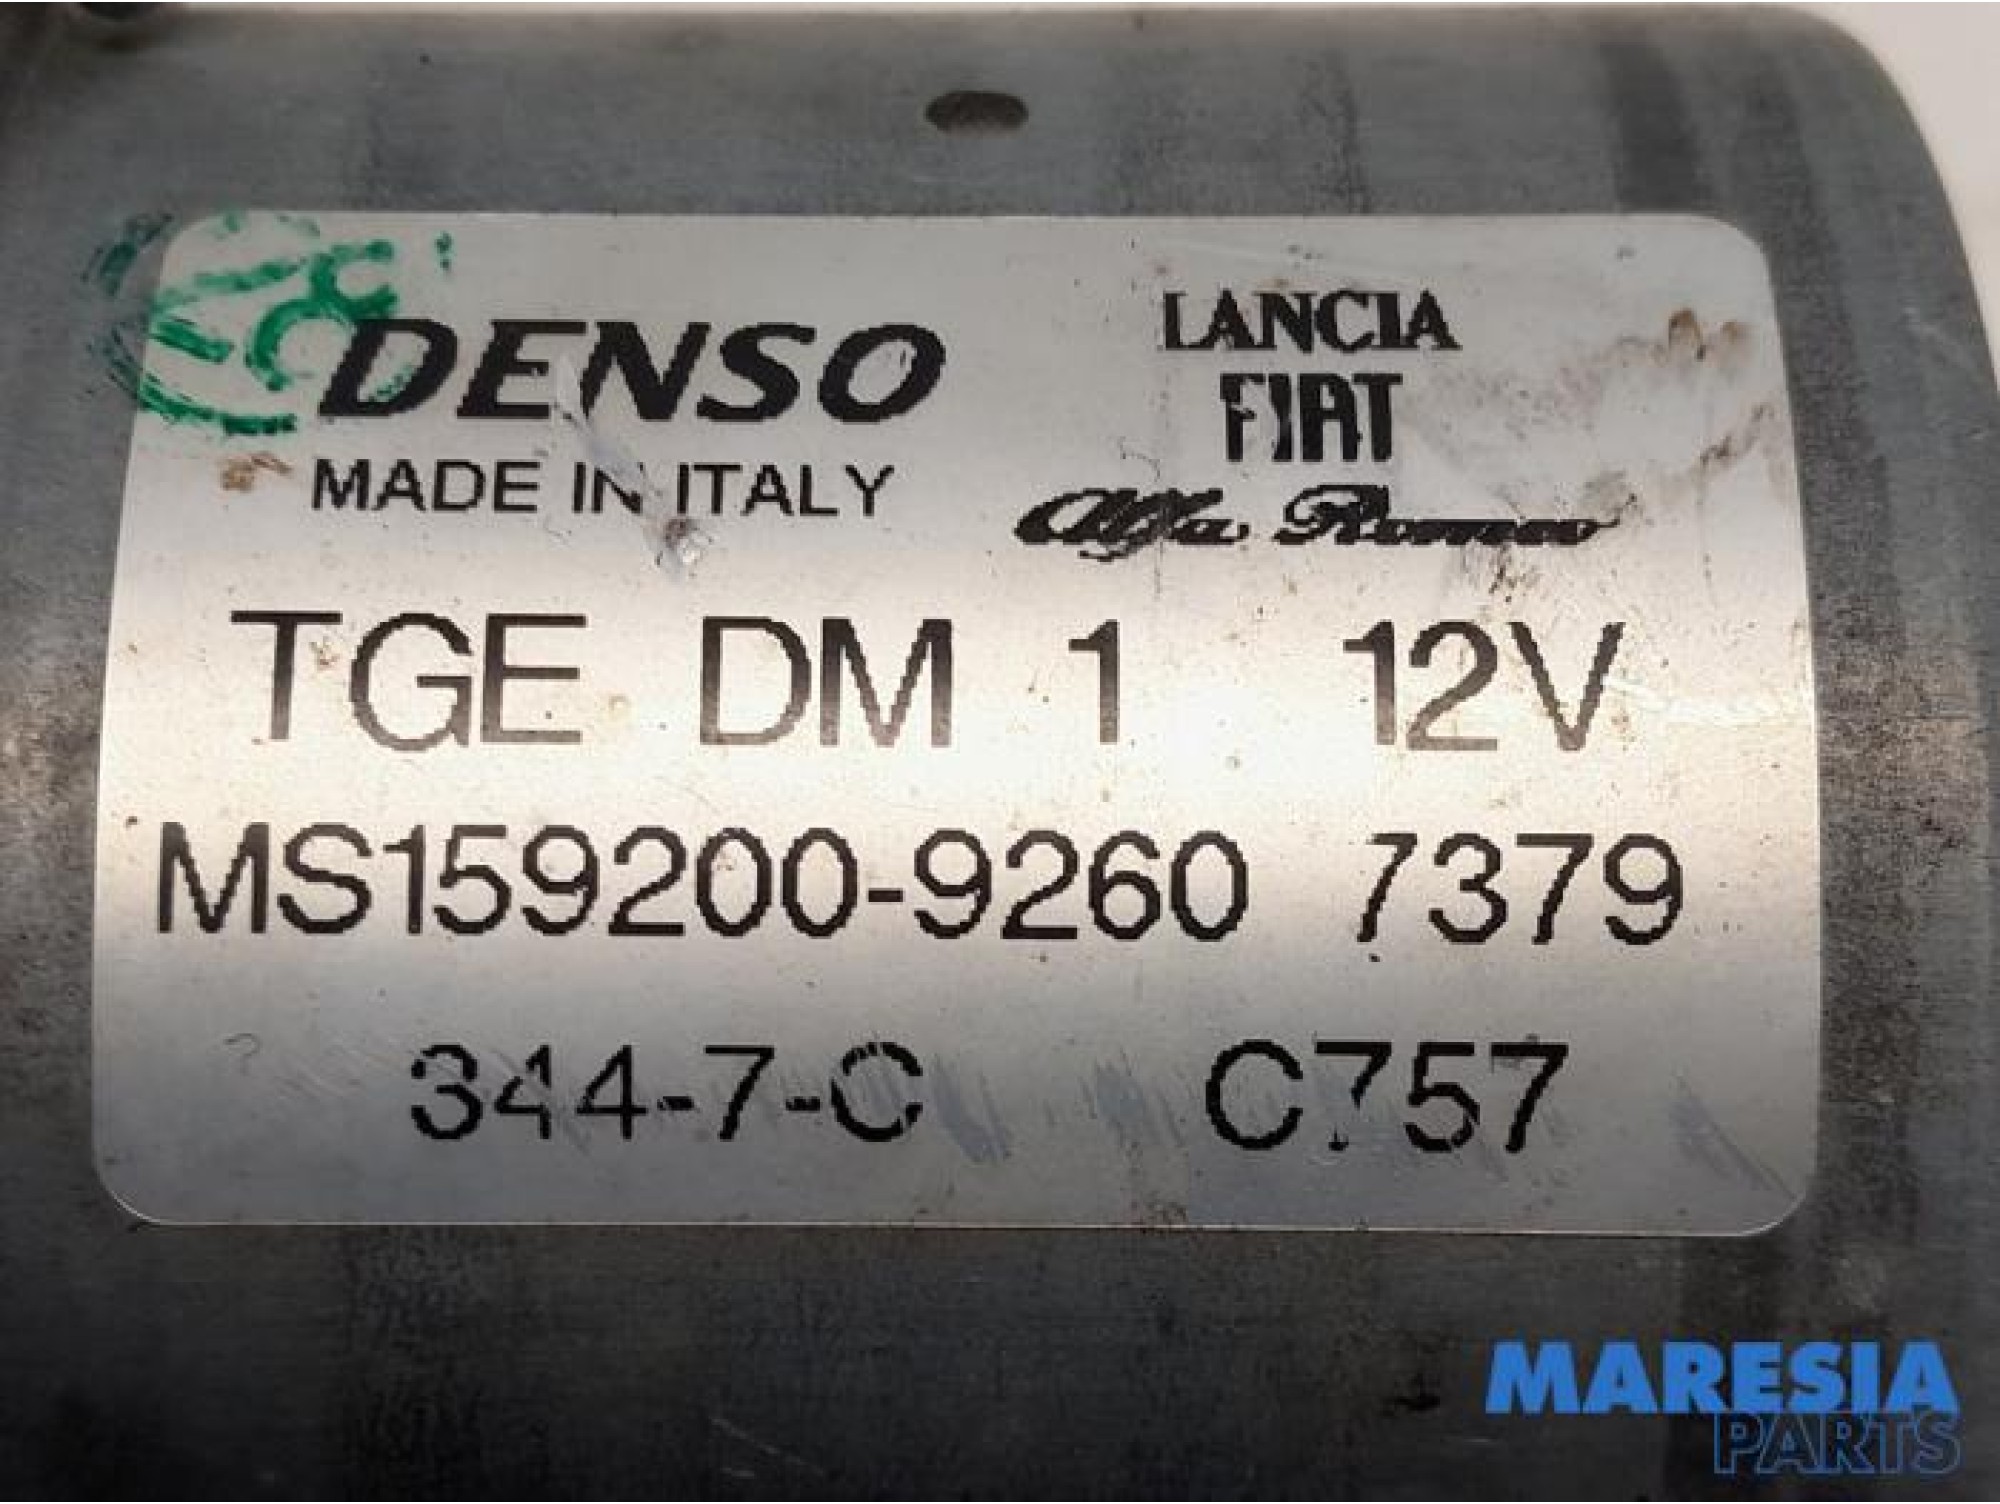 DENSO
MADE IN ITALY
LANCIA
FIAT
Alfa Romeo
TGE DM 1 12V
MS159200-9260 7379
344-7-C C757
MARESIA
PARTS